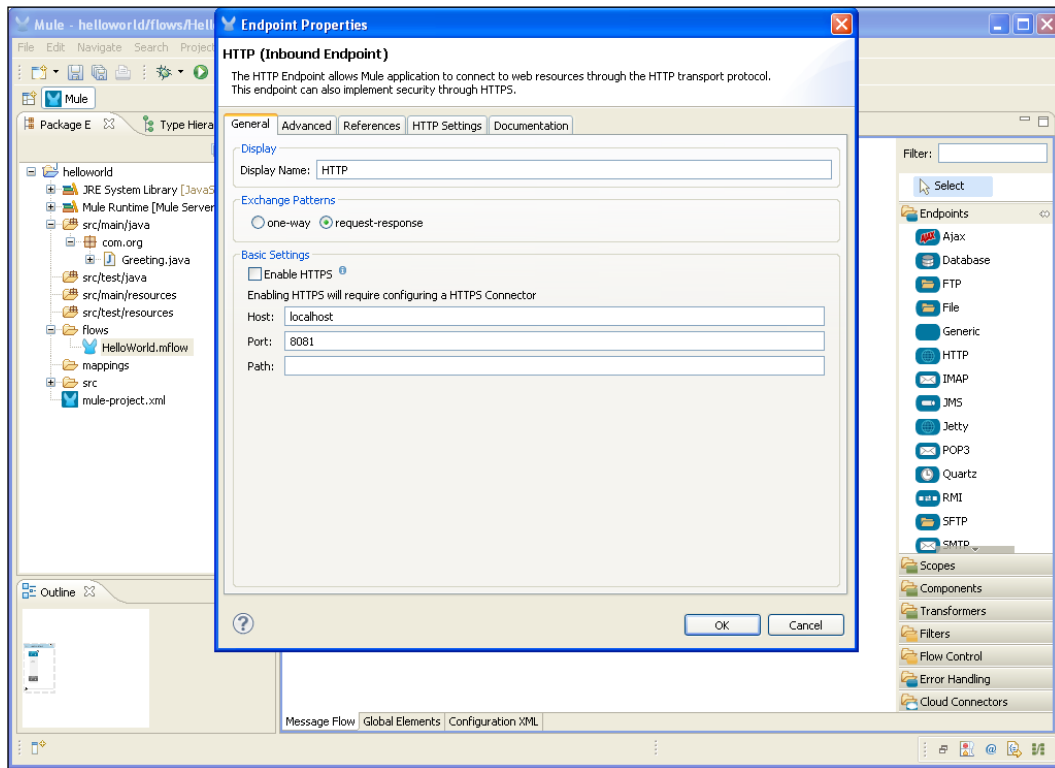 Mule - helloworld/flows/Hell
File Edit Navigate Search Project
Mule
Package E
Type Hiera
helloworld
JRE System Library [JavaS
Mule Runtime [Mule Server
src/main/java
com.org
Greeting.java
src/test/java
src/main/resources
src/test/resources
flows
HelloWorld.mflow
mappings
src
mule-project.xml
Outline
Endpoint Properties
HTTP (Inbound Endpoint)
The HTTP Endpoint allows Mule application to connect to web resources through the HTTP transport protocol.
This endpoint can also implement security through HTTPS.
General Advanced References HTTP Settings Documentation
Display
Display Name: HTTP
Exchange Patterns
one-way request-response
Basic Settings
Enable HTTPS
Enabling HTTPS will require configuring a HTTPS Connector
Host: localhost
Port: 8081
Path:
OK Cancel
Message Flow Global Elements Configuration XML
Filter:
Select
Endpoints
Ajax
Database
FTP
File
Generic
HTTP
IMAP
JMS
Jetty
POP3
Quartz
RMI
SFTP
SMTP
Scopes
Components
Transformers
Filters
Flow Control
Error Handling
Cloud Connectors